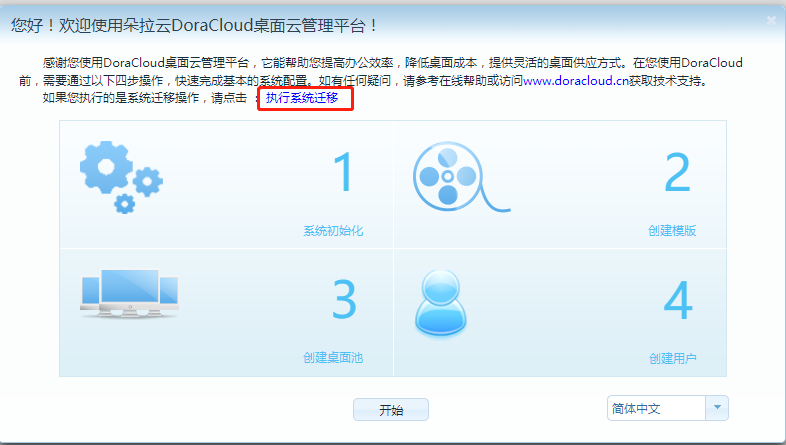 您好！欢迎使用朵拉云DoraCloud桌面云管理平台！
感谢您使用DoraCloud桌面云管理平台，它能帮助您提高办公效率，降低桌面成本，提供灵活的桌面供应方式。在您使用DoraCloud
前，需要通过以下四步操作，快速完成基本的系统配置。如有任何疑问，请参考在线帮助或访问www.doracloud.cn获取技术支持。
如果您执行的是系统迁移操作，请点击 ：执行系统迁移
1
系统初始化
2
创建模版
3
创建桌面池
4
创建用户
开始
简体中文